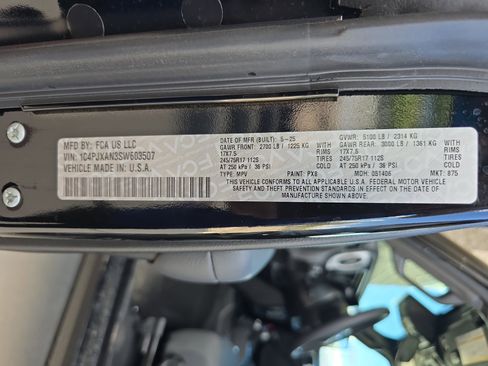 MFD BY: FCA US LLC
VIN: 1C4PJXAN3SW603507
VEHICLE MADE IN: U.S.A.
DATE OF MFR (BUILT): 5-25 GVWR: 5100 LB / 2314 KG
GAWR FRONT: 2700 LB / 1225 KG GAWR REAR: 3000 LB / 1361 KG
17X7.5 RIMS 17X7.5 RIMS
245/75R17 112S TIRES 245/75R17 112S TIRES
AT 250 kPa / 36 PSI COLD AT 250 kPa / 36 PSI COLD
TYPE: MPV PAINT: PX8 MDH: 051406 MKT: 875
THIS VEHICLE CONFORMS TO ALL APPLICABLE U.S.A. FEDERAL MOTOR VEHICLE
SAFETY AND THEFT PREVENTION STANDARDS IN EFFECT ON THE DATE OF MANUFACTURE
SHOWN ABOVE.